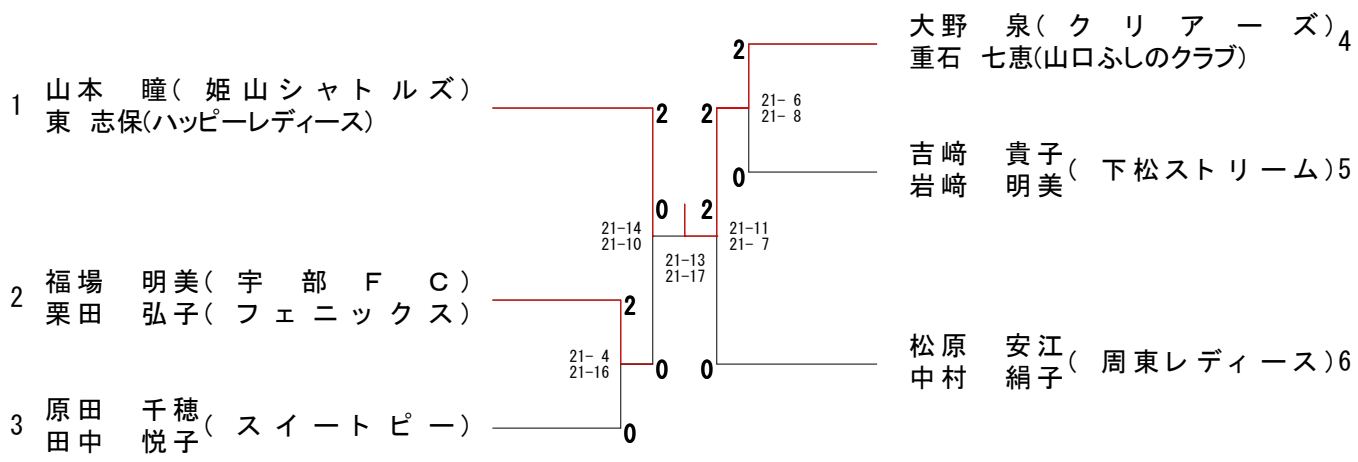 1 山本 瞳(姫山シャトルズ)
東 志保(ハッピーレディース)
2 福場 明美(宇部FC)
栗田 弘子(フェニックス)
3 原田 千穂
田中 悦子(スイートピー)
2
0
21- 4
21-16
2
0
21-14
21-10
0 2
21-13
21-17
2
0
21-11
21- 7
2
0
21- 6
21- 8
大野 泉(クリアーズ) 4
重石 七恵(山口ふしのクラブ)
吉﨑 貴子
岩﨑 明美(下松ストリーム) 5
松原 安江
中村 絹子(周東レディース) 6